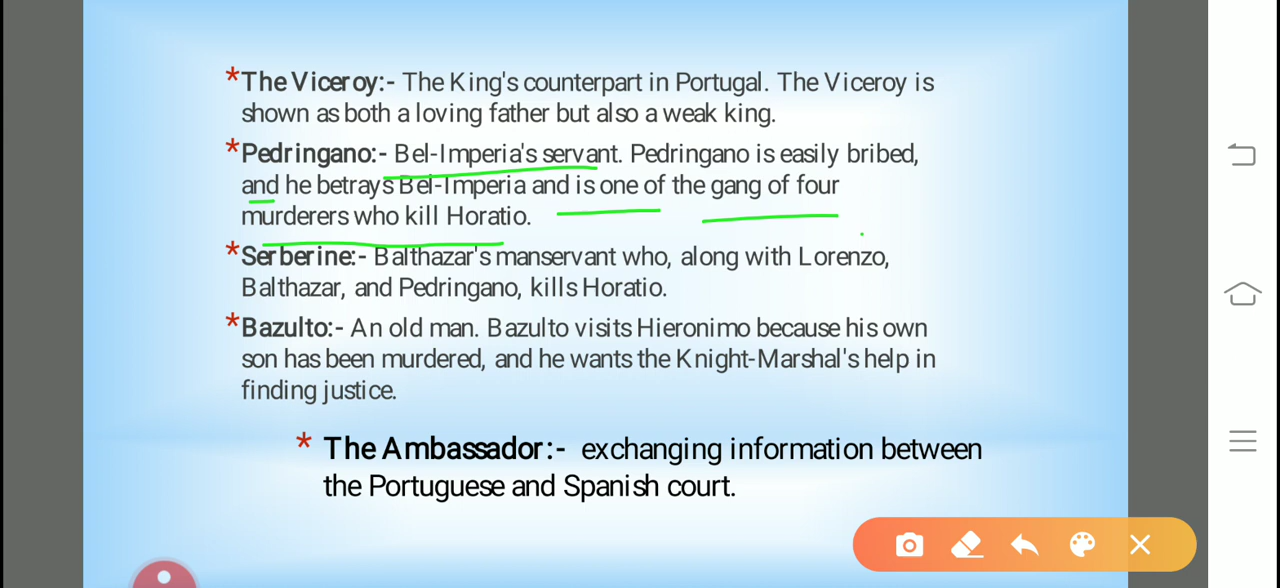 *The Viceroy:- The King's counterpart in Portugal. The Viceroy is
shown as both a loving father but also a weak king.
*Pedringano:- Bel-Imperia's servant. Pedringano is easily bribed,
and he betrays Bel-Imperia and is one of the gang of four
murderers who kill Horatio.
*Serberine:- Balthazar's manservant who, along with Lorenzo,
Balthazar, and Pedringano, kills Horatio.
*Bazulto:- An old man. Bazulto visits Hieronimo because his own
son has been murdered, and he wants the Knight-Marshal's help in
finding justice.
* The Ambassador:- exchanging information between
the Portuguese and Spanish court.